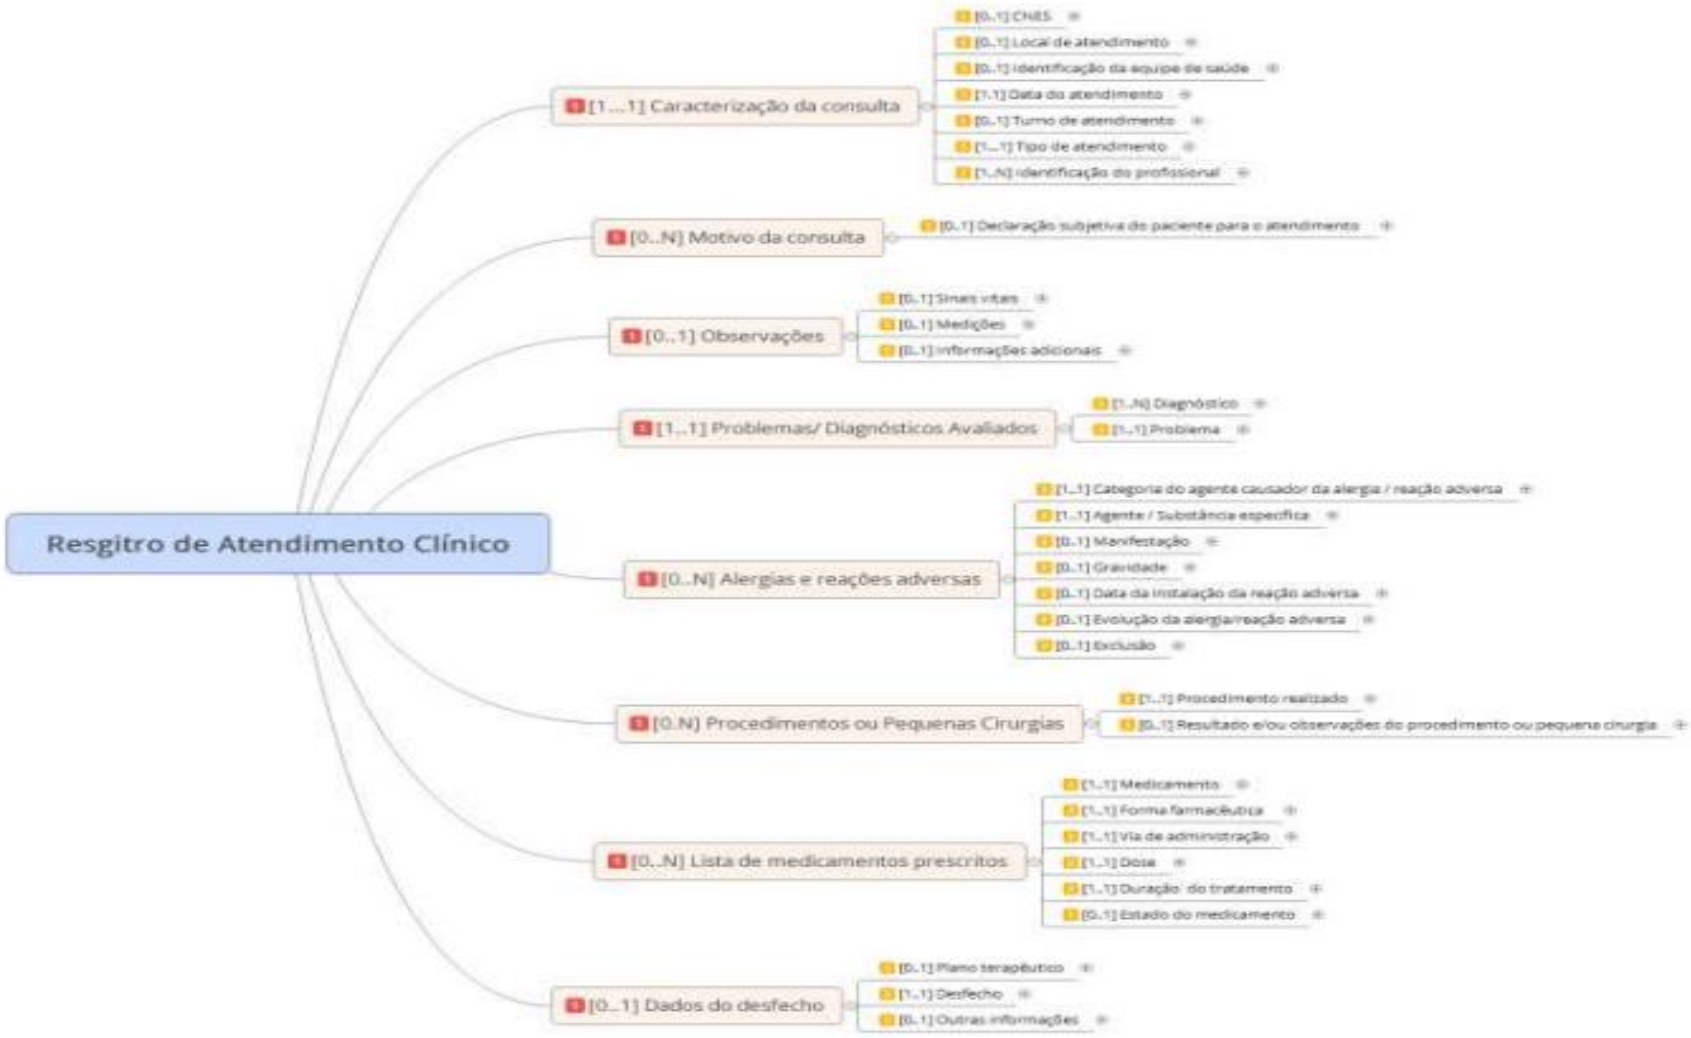 Resgitro de Atendimento Clínico
[1...1] Caracterização da consulta
[0..1] CNES
[0..1] Local de atendimento
[0..1] Identificação da equipe de saúde
[1.1] Data do atendimento
[0..1] Turno de atendimento
[1...1] Tipo de atendimento
[1..N] Identificação do profissional
[0..N] Motivo da consulta
[0..1] Declaração subjetiva do paciente para o atendimento
[0..1] Observações
[0..1] Sinais vitais
[0..1] Medições
[0..1] Informações adicionais
[1..1] Problemas/ Diagnósticos Avaliados
[1..N] Diagnóstico
[1..1] Problema
[0..N] Alergias e reações adversas
[1..1] Categoria do agente causador da alergia / reação adversa
[1..1] Agente / Substância específica
[0..1] Manifestação
[0..1] Gravidade
[0..1] Data da instalação da reação adversa
[0..1] Evolução da alergia/reação adversa
[0..1] Exclusão
[0.N] Procedimentos ou Pequenas Cirurgias
[1..1] Procedimento realizado
[0..1] Resultado e/ou observações do procedimento ou pequena cirurgia
[0..N] Lista de medicamentos prescritos
[1..1] Medicamento
[1..1] Forma farmacêutica
[1..1] Via de administração
[1..1] Dose
[1..1] Duração do tratamento
[0..1] Estado do medicamento
[0..1] Dados do desfecho
[0..1] Plano terapêutico
[1..1] Desfecho
[0..1] Outras informações